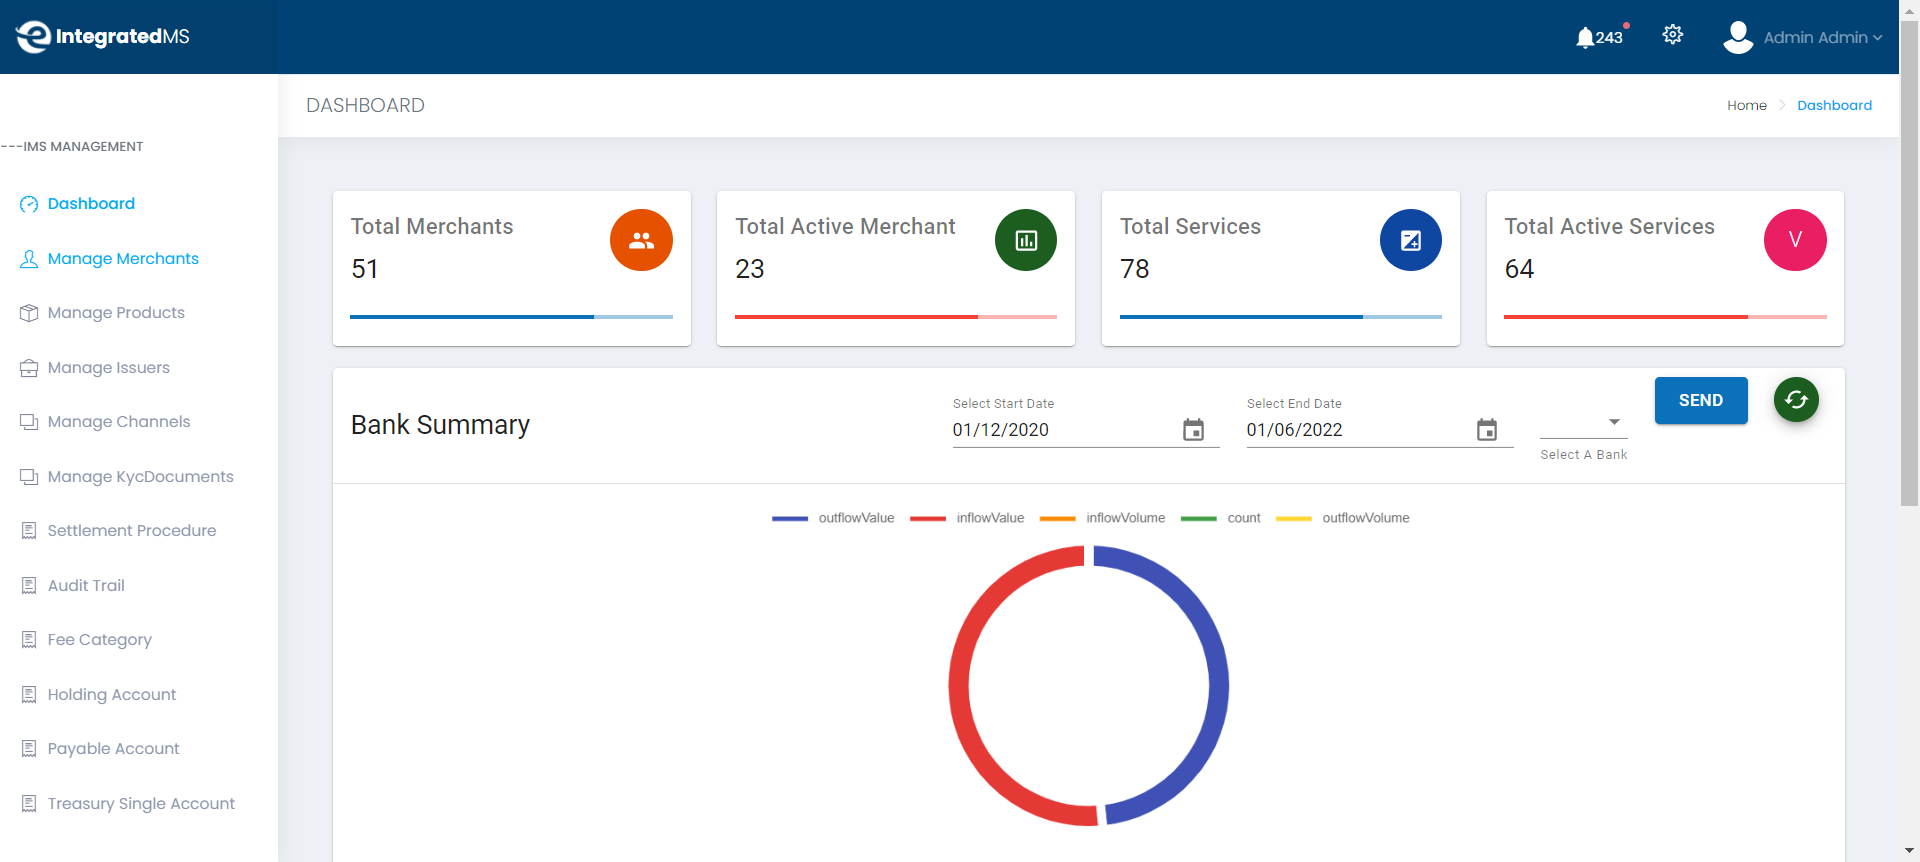 IntegratedMS
243
Admin Admin
DASHBOARD
Home
Dashboard
---IMS MANAGEMENT
Dashboard
Manage Merchants
Manage Products
Manage Issuers
Manage Channels
Manage KycDocuments
Settlement Procedure
Audit Trail
Fee Category
Holding Account
Payable Account
Treasury Single Account
Total Merchants
51
Total Active Merchant
23
Total Services
78
Total Active Services
64
V
Bank Summary
Select Start Date
01/12/2020
Select End Date
01/06/2022
Select A Bank
SEND
outflowValue inflowValue inflowVolume count outflowVolume